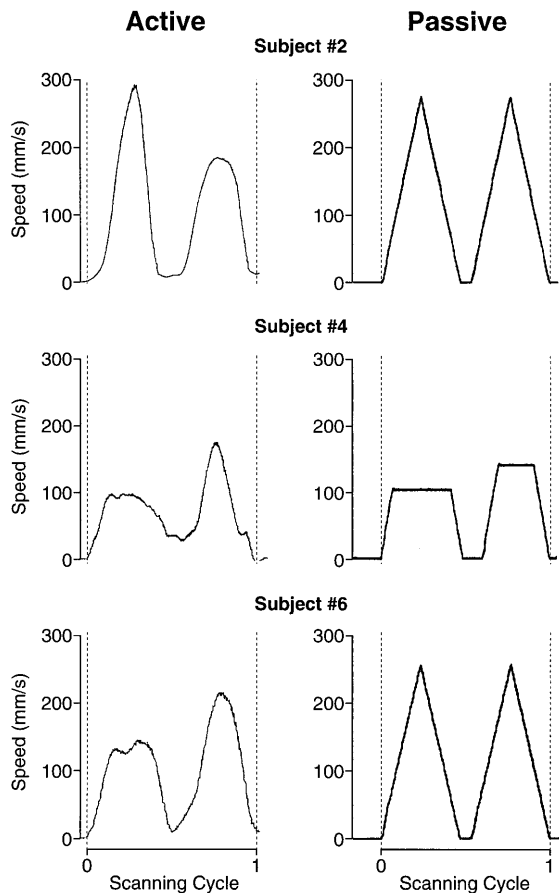 Active Passive
Subject #2
300 300
200 200
100 100
0 0
Speed (mm/s)
Subject #4
300 300
200 200
100 100
0 0
Speed (mm/s)
Subject #6
300 300
200 200
100 100
0 0
Speed (mm/s)
0 1 0 1
Scanning Cycle Scanning Cycle